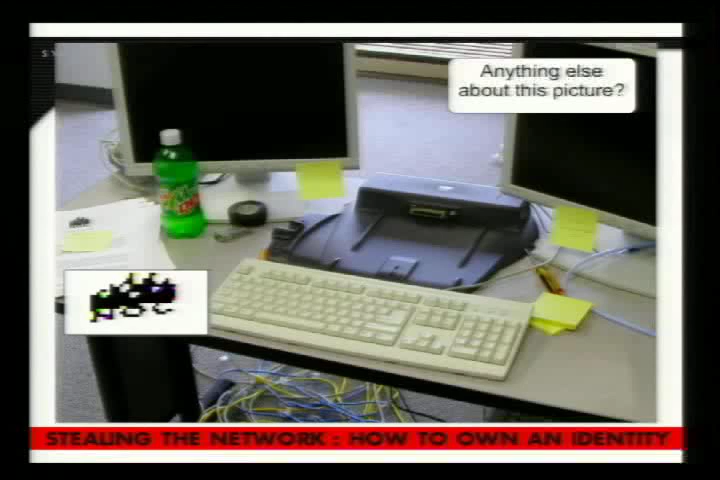 Anything else
about this picture?
STEALING THE NETWORK : HOW TO OWN AN IDENTITY